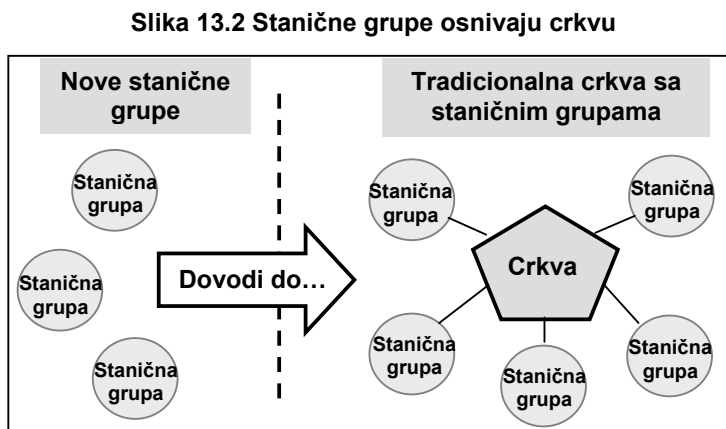 Slika 13.2 Stanične grupe osnivaju crkvu
Nove stanične
grupe
Tradicionalna crkva sa
staničnim grupama
Stanična
grupa
Stanična
grupa
Stanična
grupa
Dovodi do…
Stanična
grupa
Stanična
grupa
Crkva
Stanična
grupa
Stanična
grupa
Stanična
grupa